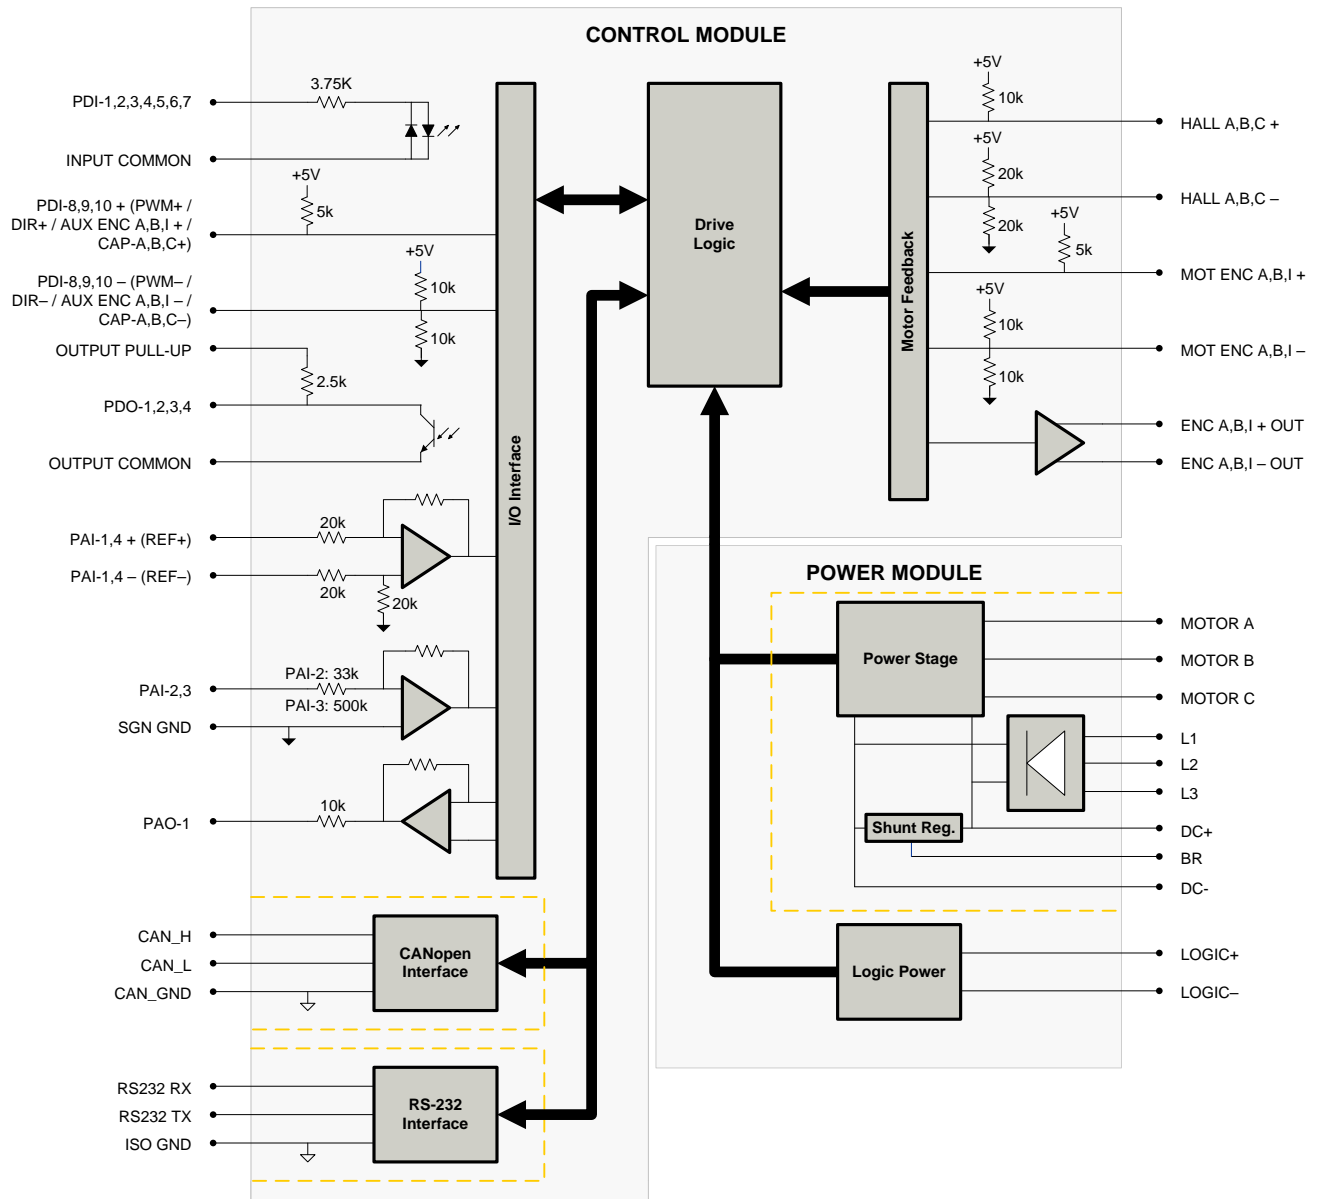 CONTROL MODULE
PDI-1,2,3,4,5,6,7
3.75K
INPUT COMMON
+5V
PDI-8,9,10 + (PWM+ /
DIR+ / AUX ENC A,B,I + /
CAP-A,B,C+)
5k
+5V
PDI-8,9,10 – (PWM– /
DIR– / AUX ENC A,B,I – /
CAP-A,B,C–)
10k
10k
OUTPUT PULL-UP
2.5k
PDO-1,2,3,4
OUTPUT COMMON
PAI-1,4 + (REF+)
20k
PAI-1,4 – (REF–)
20k
20k
PAI-2,3
PAI-2: 33k
PAI-3: 500k
SGN GND
PAO-1
10k
I/O Interface
CAN_H
CAN_L
CAN_GND
CANopen
Interface
RS232 RX
RS232 TX
ISO GND
RS-232
Interface
Drive
Logic
Motor Feedback
+5V
10k
HALL A,B,C +
+5V
20k
HALL A,B,C –
20k
+5V
5k
MOT ENC A,B,I +
+5V
10k
MOT ENC A,B,I –
10k
ENC A,B,I + OUT
ENC A,B,I – OUT
POWER MODULE
Power Stage
MOTOR A
MOTOR B
MOTOR C
L1
L2
L3
Shunt Reg.
DC+
BR
DC-
Logic Power
LOGIC+
LOGIC–